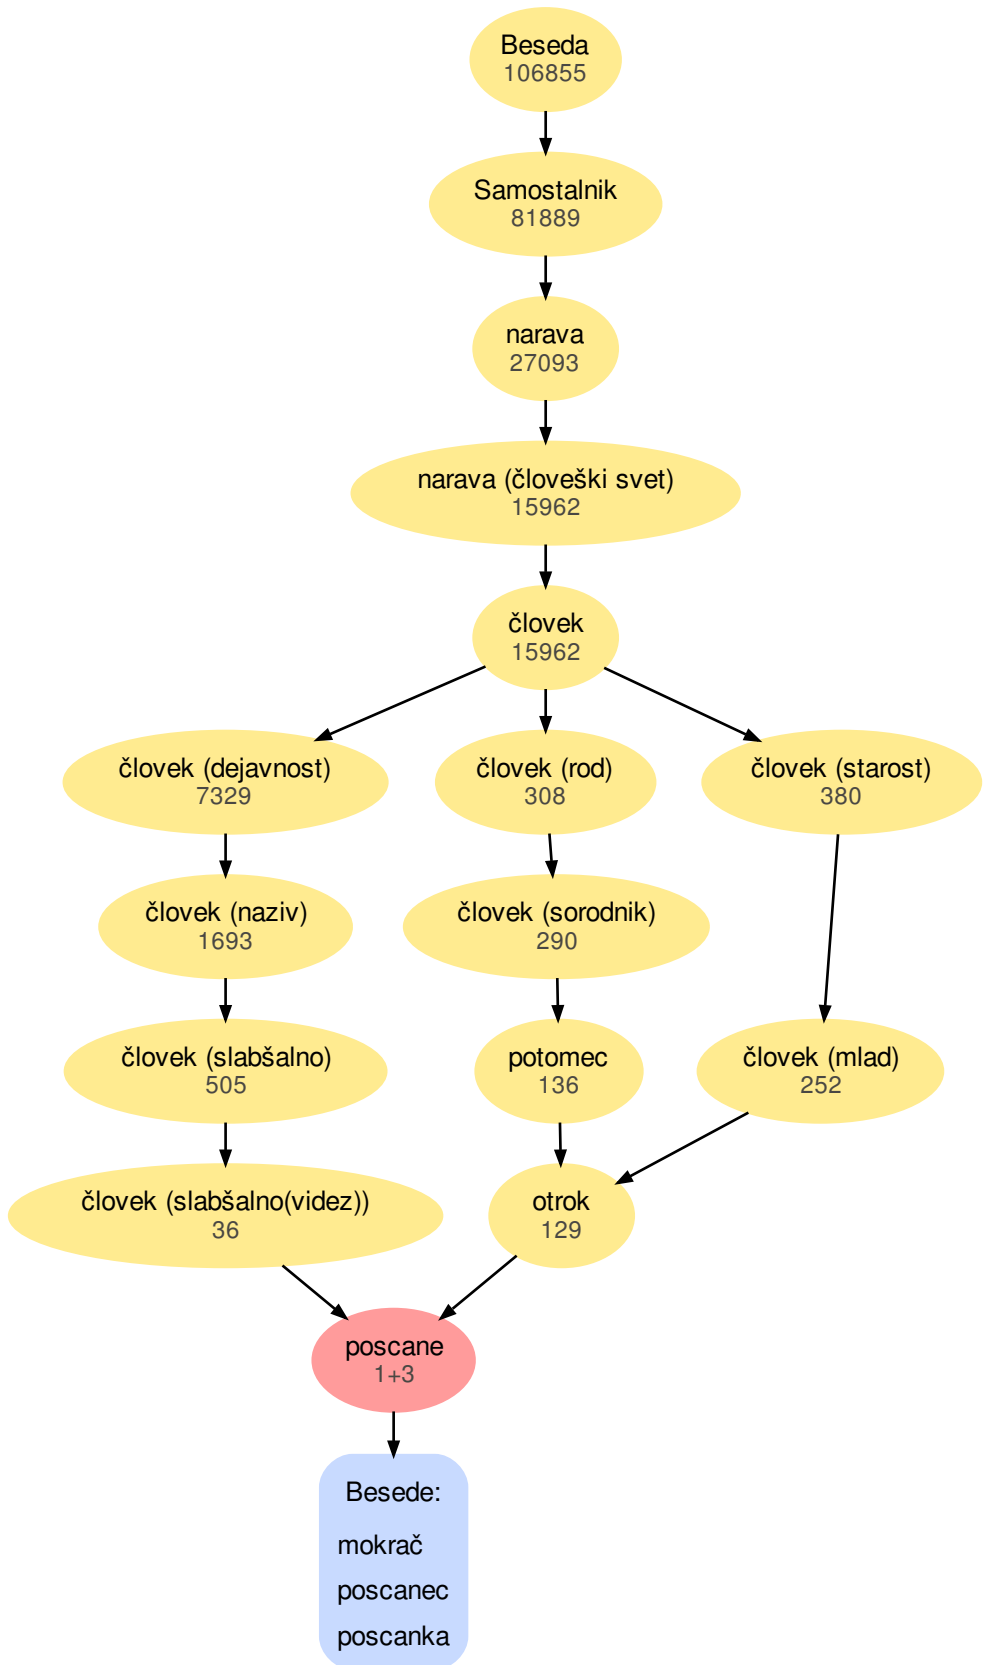 Beseda
106855
Samostalnik
81889
narava
27093
narava (človeški svet)
15962
človek
15962
človek (dejavnost)
7329
človek (rod)
308
človek (starost)
380
človek (naziv)
1693
človek (sorodnik)
290
človek (slabšalno)
505
potomec
136
človek (mlad)
252
človek (slabšalno(videz))
36
otrok
129
poscane
1+3
Besede:
mokrač
poscanec
poscanka